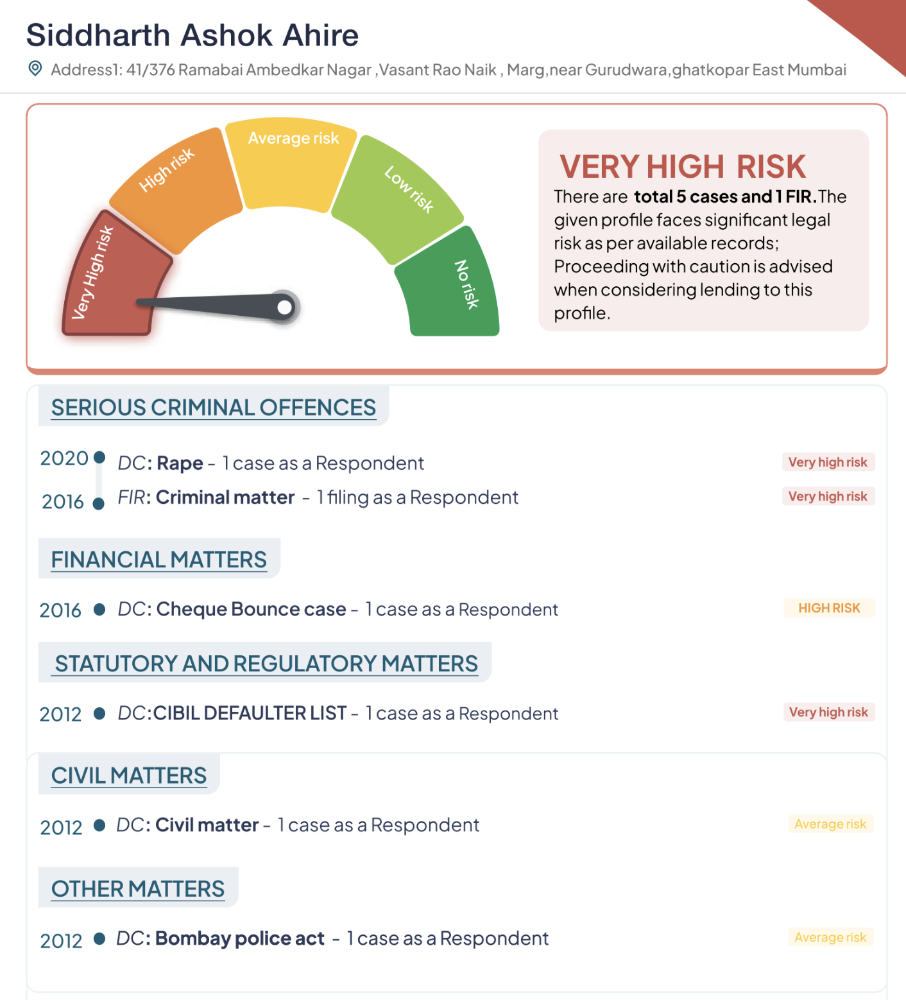 Siddharth Ashok Ahire
Address1: 41/376 Ramabai Ambedkar Nagar ,Vasant Rao Naik , Marg,near Gurudwara,ghatkopar East Mumbai
Very High risk
High risk
Average risk
Low risk
No risk
VERY HIGH RISK
There are total 5 cases and 1 FIR.The
given profile faces significant legal
risk as per available records;
Proceeding with caution is advised
when considering lending to this
profile.
SERIOUS CRIMINAL OFFENCES
2020 DC: Rape - 1 case as a Respondent Very high risk
2016 FIR: Criminal matter - 1 filing as a Respondent Very high risk
FINANCIAL MATTERS
2016 DC: Cheque Bounce case - 1 case as a Respondent HIGH RISK
STATUTORY AND REGULATORY MATTERS
2012 DC:CIBIL DEFAULTER LIST - 1 case as a Respondent Very high risk
CIVIL MATTERS
2012 DC: Civil matter - 1 case as a Respondent Average risk
OTHER MATTERS
2012 DC: Bombay police act - 1 case as a Respondent Average risk